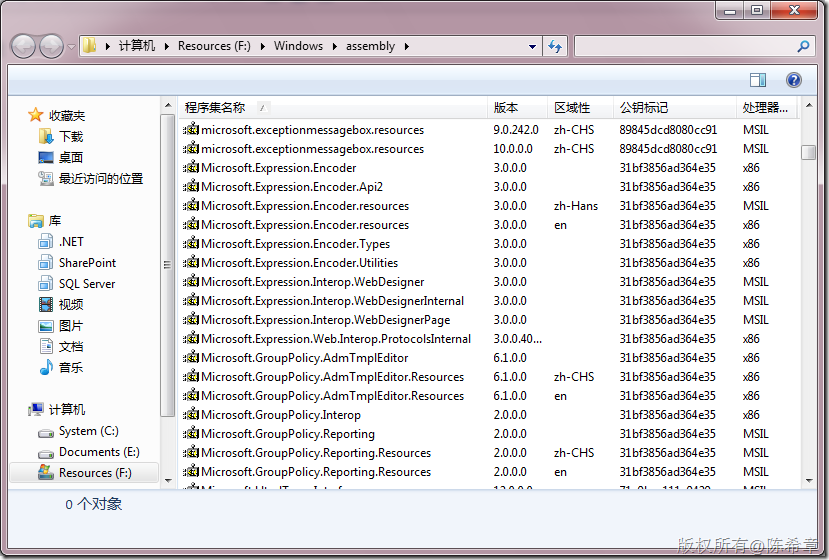 计算机 Resources (F:) Windows assembly
收藏夹
下载
桌面
最近访问的位置
库
.NET
SharePoint
SQL Server
视频
图片
文档
音乐
计算机
System (C:)
Documents (E:)
Resources (F:)
程序集名称 版本 区域性 公钥标记 处理器...
microsoft.exceptionmessagebox.resources 9.0.242.0 zh-CHS 89845dcd8080cc91 MSIL
microsoft.exceptionmessagebox.resources 10.0.0.0 zh-CHS 89845dcd8080cc91 MSIL
Microsoft.Expression.Encoder 3.0.0.0 31bf3856ad364e35 x86
Microsoft.Expression.Encoder.Api2 3.0.0.0 31bf3856ad364e35 x86
Microsoft.Expression.Encoder.resources 3.0.0.0 zh-Hans 31bf3856ad364e35 MSIL
Microsoft.Expression.Encoder.resources 3.0.0.0 en 31bf3856ad364e35 x86
Microsoft.Expression.Encoder.Types 3.0.0.0 31bf3856ad364e35 x86
Microsoft.Expression.Encoder.Utilities 3.0.0.0 31bf3856ad364e35 x86
Microsoft.Expression.Interop.WebDesigner 3.0.0.0 31bf3856ad364e35 MSIL
Microsoft.Expression.Interop.WebDesignerInternal 3.0.0.0 31bf3856ad364e35 MSIL
Microsoft.Expression.Interop.WebDesignerPage 3.0.0.0 31bf3856ad364e35 MSIL
Microsoft.Expression.Web.Interop.ProtocolsInternal 3.0.0.40... 31bf3856ad364e35 x86
Microsoft.GroupPolicy.AdmTmplEditor 6.1.0.0 31bf3856ad364e35 x86
Microsoft.GroupPolicy.AdmTmplEditor.Resources 6.1.0.0 zh-CHS 31bf3856ad364e35 x86
Microsoft.GroupPolicy.AdmTmplEditor.Resources 6.1.0.0 en 31bf3856ad364e35 x86
Microsoft.GroupPolicy.Interop 2.0.0.0 31bf3856ad364e35 x86
Microsoft.GroupPolicy.Reporting 2.0.0.0 31bf3856ad364e35 MSIL
Microsoft.GroupPolicy.Reporting.Resources 2.0.0.0 zh-CHS 31bf3856ad364e35 MSIL
Microsoft.GroupPolicy.Reporting.Resources 2.0.0.0 en 31bf3856ad364e35 MSIL
0 个对象
版权所有@陈希章